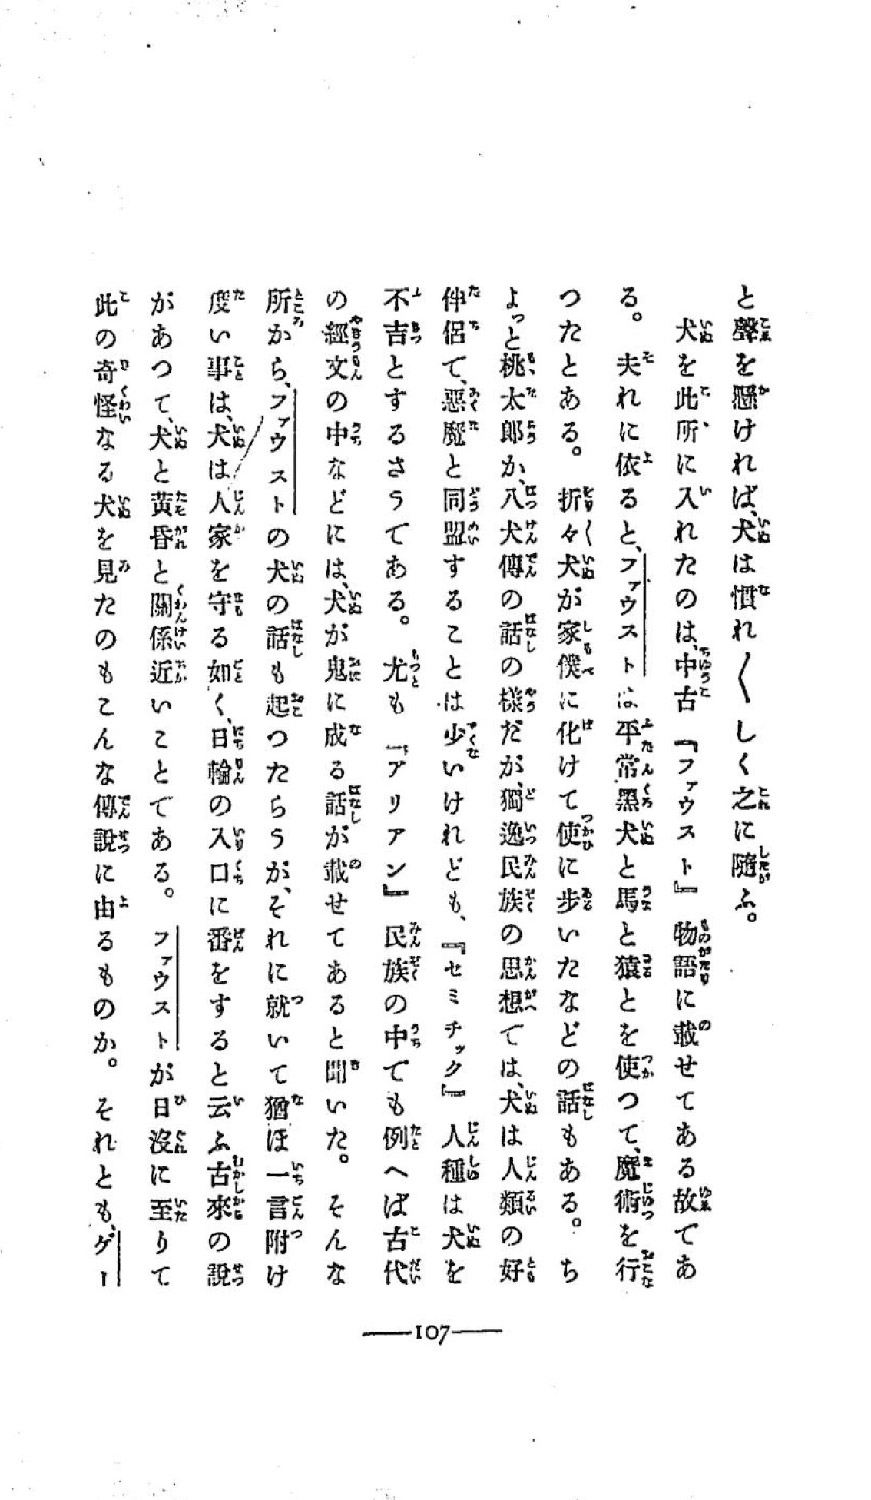 と聲を懸ければ、犬は慣れ〱しく之に隨ふ。
犬を此所に入れたのは、中古『ファウスト』物語に載せてある故であ
る。夫れに依ると、ファウストは平常黑犬と馬と猿とを使つて、魔術を行
つたとある。折々犬が家僕に化けて使に步いたなどの話もある。ち
よっと桃太郎か、八犬傳の話の樣だが、獨逸民族の思想では、犬は人類の好
伴侶で、惡魔と同盟することは少いけれども、『セミチック』人種は犬を
不吉とするさうである。尤も『アリアン』民族の中でも例へば古代
の經文の中などには、犬が鬼に成る話が載せてあると聞いた。そんな
所から、ファウストの犬の話も起つたらうが、それに就いて猶ほ一言附け
度い事は、犬は人家を守る如く、日輪の入口に番をすると云ふ古來の說
があつて、犬と黃昏と關係近いことである。ファウストが日沒に至りて
此の奇怪なる犬を見たのもこんな傳說に由るものか。それとも、ゲー
107